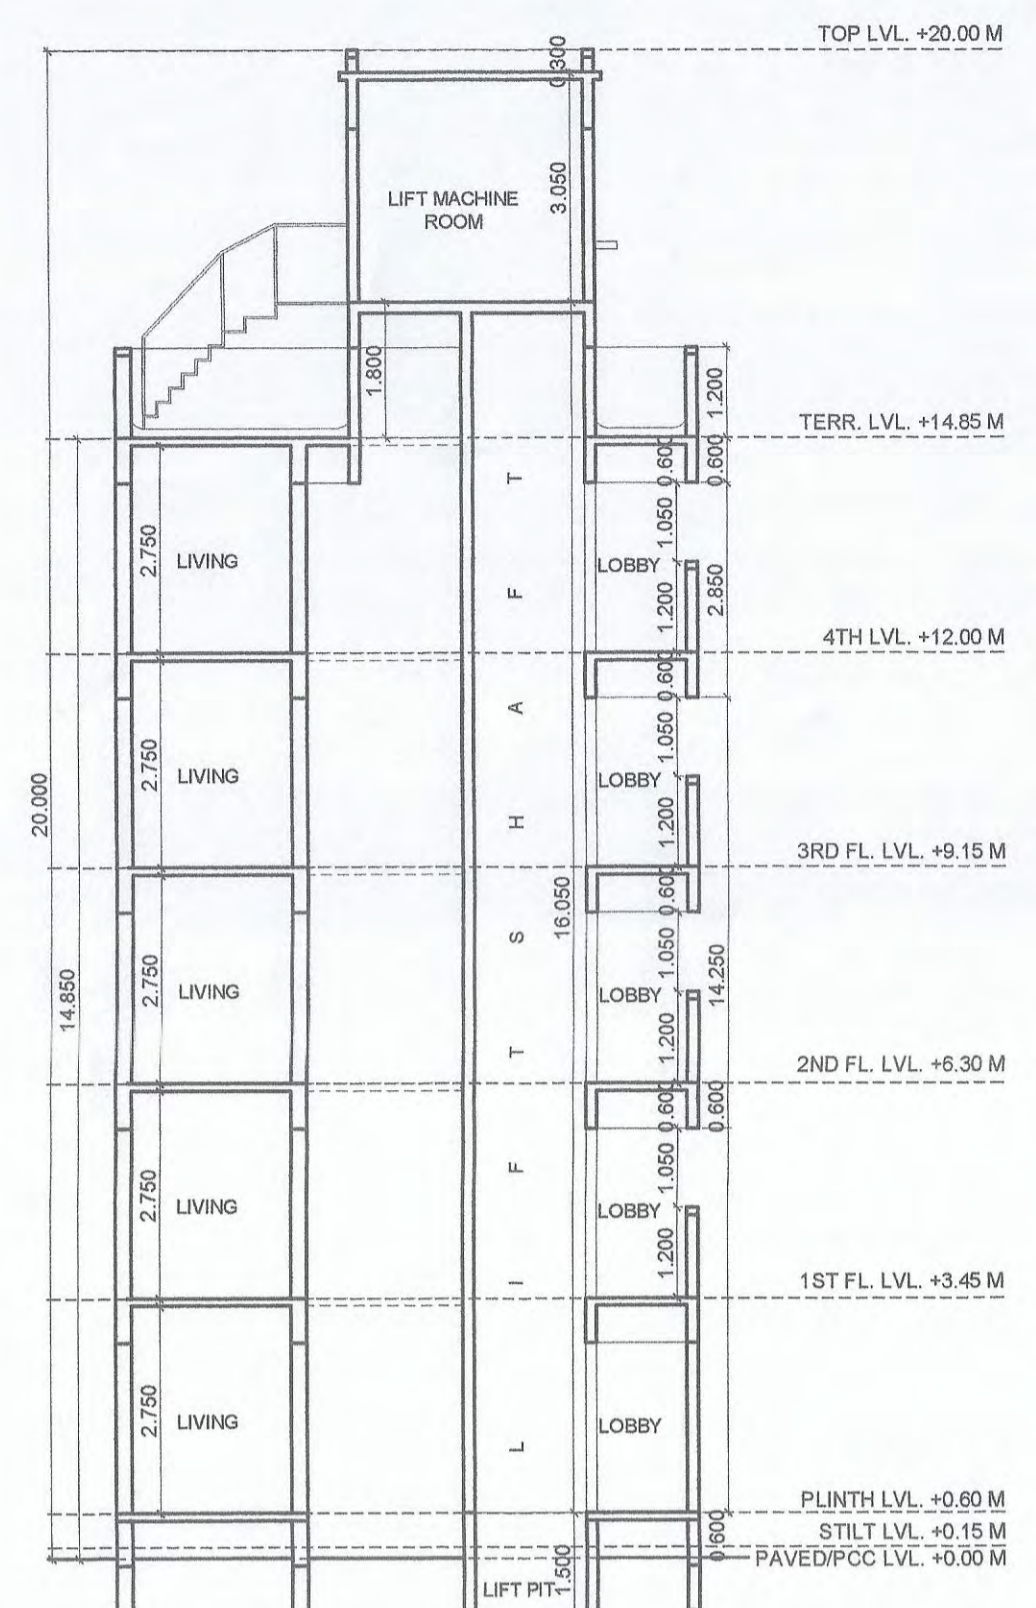 TOP LVL. +20.00 M
0.300
LIFT MACHINE
ROOM
3.050
1.800
1.200
TERR. LVL. +14.85 M
0.600
0.600
1.050
2.750
LIVING
LOBBY
1.200
2.850
4TH LVL. +12.00 M
0.600
1.050
2.750
LIVING
LOBBY
1.200
20.000
3RD FL. LVL. +9.15 M
0.600
16.050
1.050
14.850
2.750
LIVING
LOBBY
14.250
1.200
2ND FL. LVL. +6.30 M
0.600
0.600
1.050
2.750
LIVING
LOBBY
1.200
1ST FL. LVL. +3.45 M
2.750
LIVING
LOBBY
LIFT SHAFT
PLINTH LVL. +0.60 M
STILT LVL. +0.15 M
0.600
PAVED/PCC LVL. +0.00 M
LIFT PIT
1.500